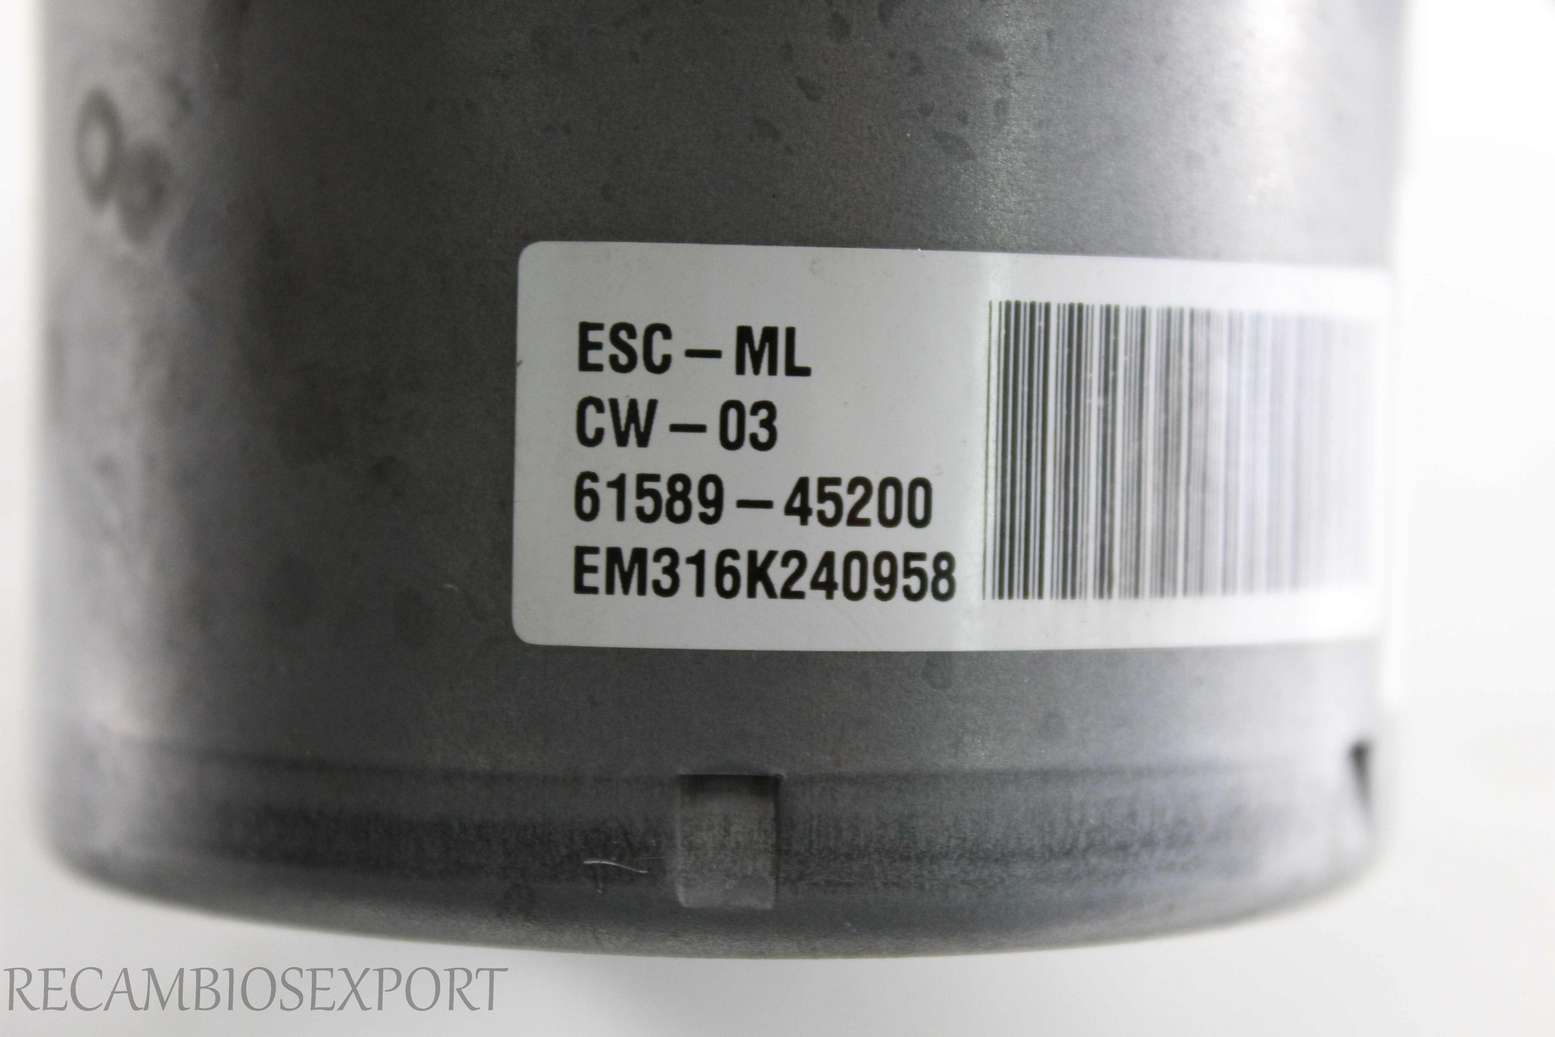 ESC – ML
CW – 03
61589 – 45200
EM316K240958
RECAMBIOSEXPORT